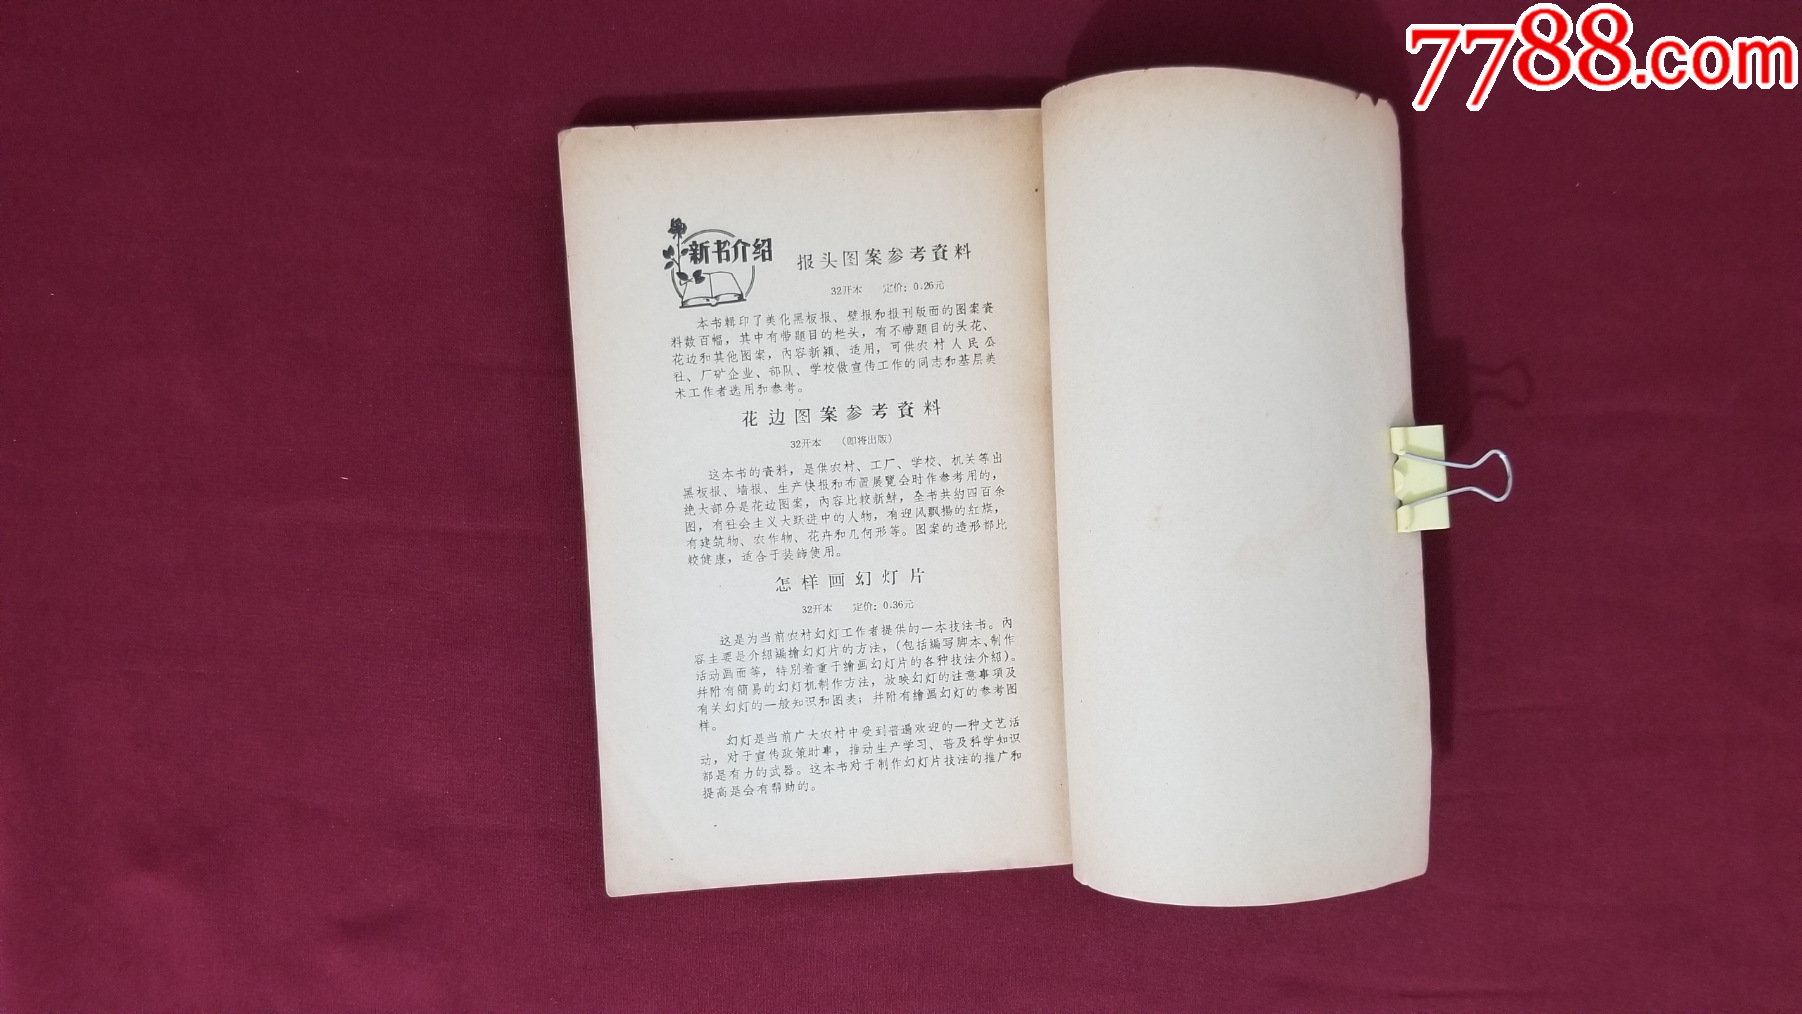 7788.com
新书介绍
报头图案参考資料
32开本 定价：0.26元
本书輯印了美化黑板报、壁报和报刊版面的图案資
料数百幅，其中有带題目的栏头，有不带題目的头花、
花边和其他图案，內容新颖、适用，可供农村人民公
社、厂矿企业、部队、学校做宣传工作的同志和基层美
术工作者选用和参考。
花边图案参考資料
32开本 （即将出版）
这本书的資料，是供农村、工厂、学校、机关等出
黑板报、墙报、生产快报和布置展覽会时作参考用的，
绝大部分是花边图案，內容比较新鮮，全书共約四百余
图，有社会主义大跃进中的人物，有迎风飘揚的紅旗，
有建筑物、农作物、花卉和几何形等。图案的造形都比
較健康，适合于装飾使用。
怎样画幻灯片
32开本 定价：0.36元
这是为当前农村幻灯工作者提供的一本技法书。內
容主要是介紹編繪幻灯片的方法，（包括編写脚本、制作
活动画面等，特别着重于繪画幻灯片的各种技法介紹）。
幷附有簡易的幻灯机制作方法，放映幻灯的注意事項及
有关幻灯的一般知识和图表；幷附有繪画幻灯的参考图
样。
幻灯是当前广大农村中受到普遍欢迎的一种文艺活
动，对于宣传政策时事，推动生产学习、普及科学知识
都是有力的武器。这本书对于制作幻灯片技法的推广和
提高是会有帮助的。